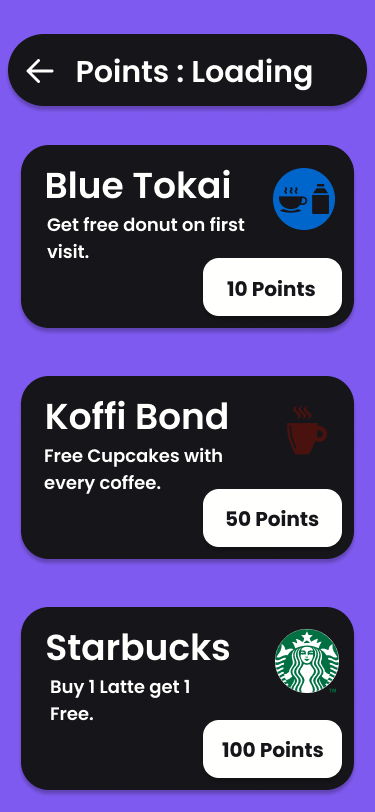 Points : Loading
Blue Tokai
Get free donut on first
visit.
10 Points
Koffi Bond
Free Cupcakes with
every coffee.
50 Points
Starbucks
Buy 1 Latte get 1
Free.
TM
100 Points